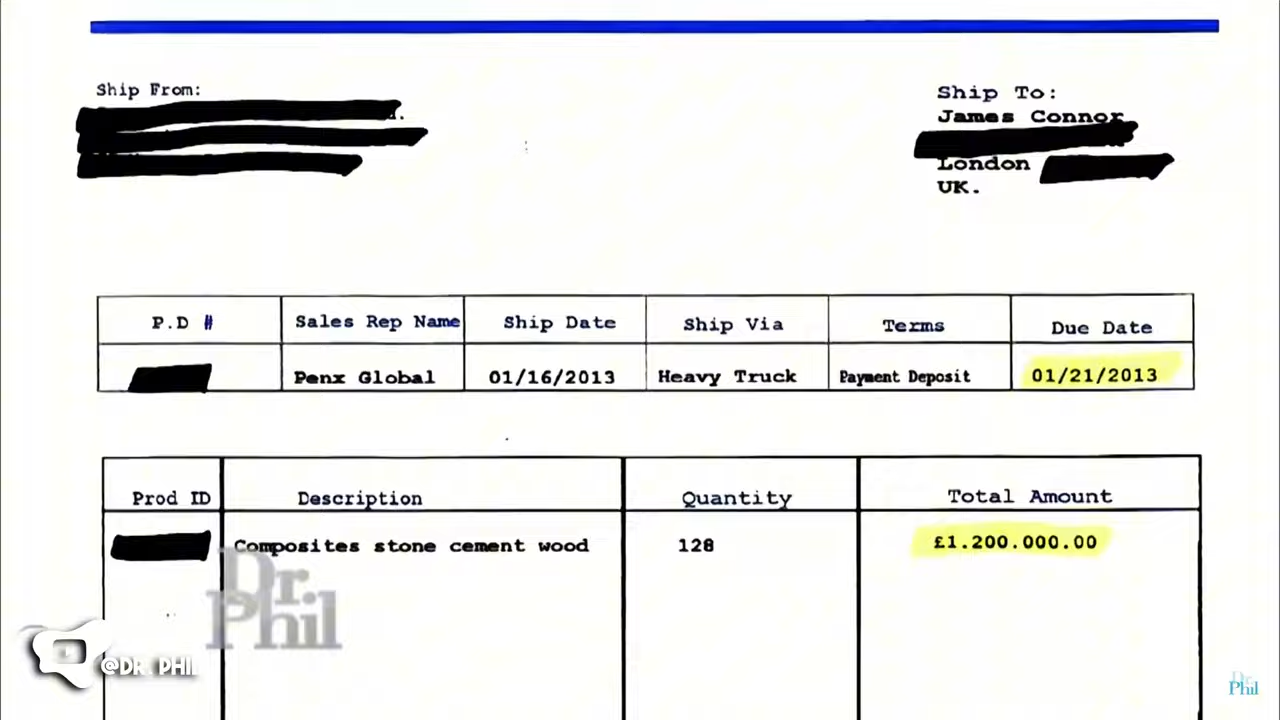 Ship From:
Ship To:
James Connor
London
UK.
P.D # Sales Rep Name Ship Date Ship Via Terms Due Date
Penx Global 01/16/2013 Heavy Truck Payment Deposit 01/21/2013
Prod ID Description Quantity Total Amount
Composites stone cement wood 128 £1.200.000.00
Dr. Phil
@DR. PHIL
Dr. Phil